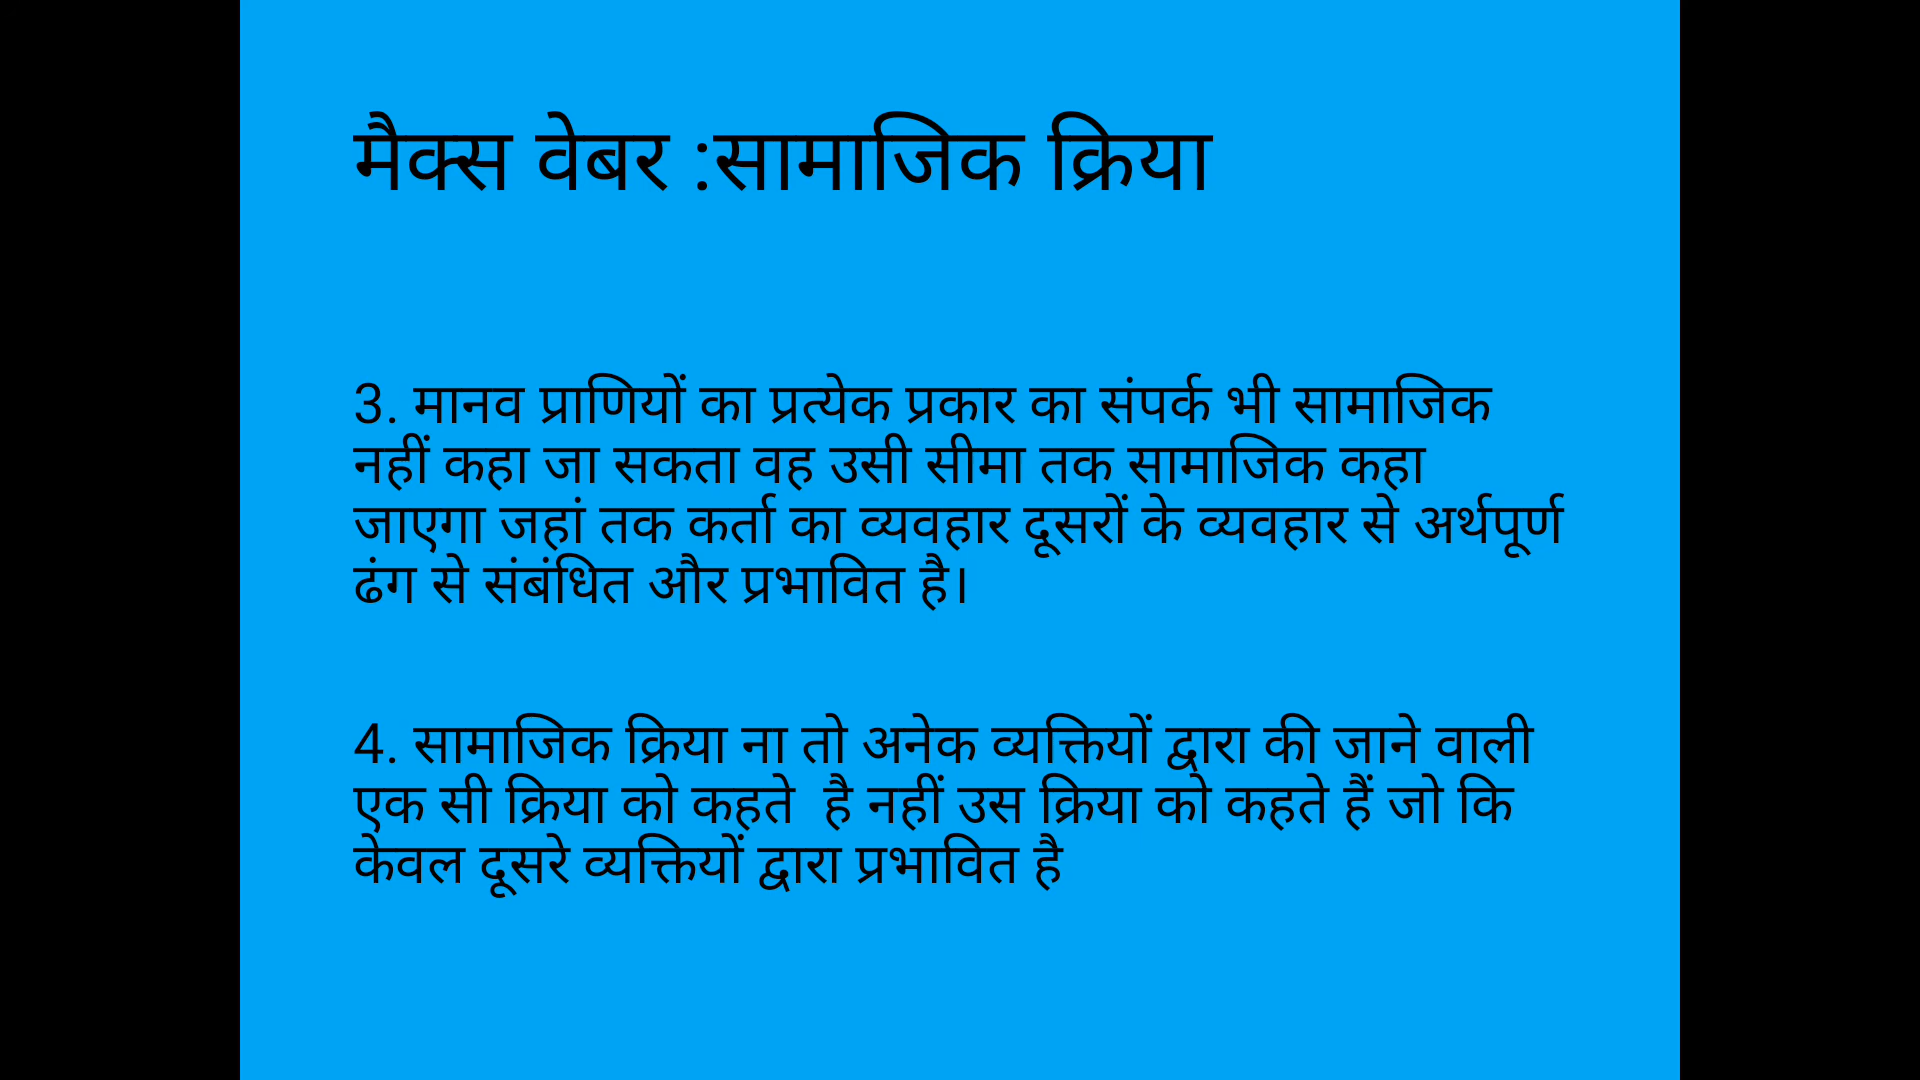 मैक्स वेबर :सामाजिक क्रिया
3. मानव प्राणियों का प्रत्येक प्रकार का संपर्क भी सामाजिक
नहीं कहा जा सकता वह उसी सीमा तक सामाजिक कहा
जाएगा जहां तक कर्ता का व्यवहार दूसरों के व्यवहार से अर्थपूर्ण
ढंग से संबंधित और प्रभावित है।
4. सामाजिक क्रिया ना तो अनेक व्यक्तियों द्वारा की जाने वाली
एक सी क्रिया को कहते  है नहीं उस क्रिया को कहते हैं जो कि
केवल दूसरे व्यक्तियों द्वारा प्रभावित है